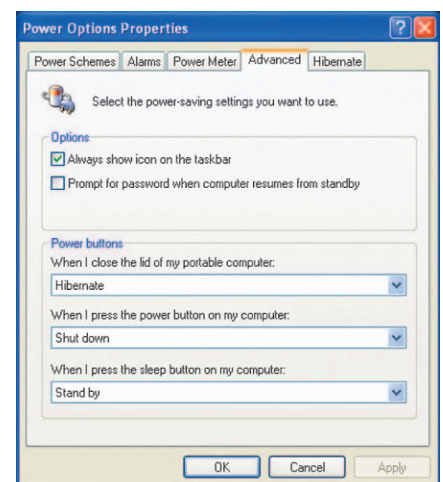 Power Options Properties
Power Schemes Alarms Power Meter Advanced Hibernate
Select the power-saving settings you want to use.
Options
Always show icon on the taskbar
Prompt for password when computer resumes from standby
Power buttons
When I close the lid of my portable computer:
Hibernate
When I press the power button on my computer:
Shut down
When I press the sleep button on my computer:
Stand by
OK Cancel Apply